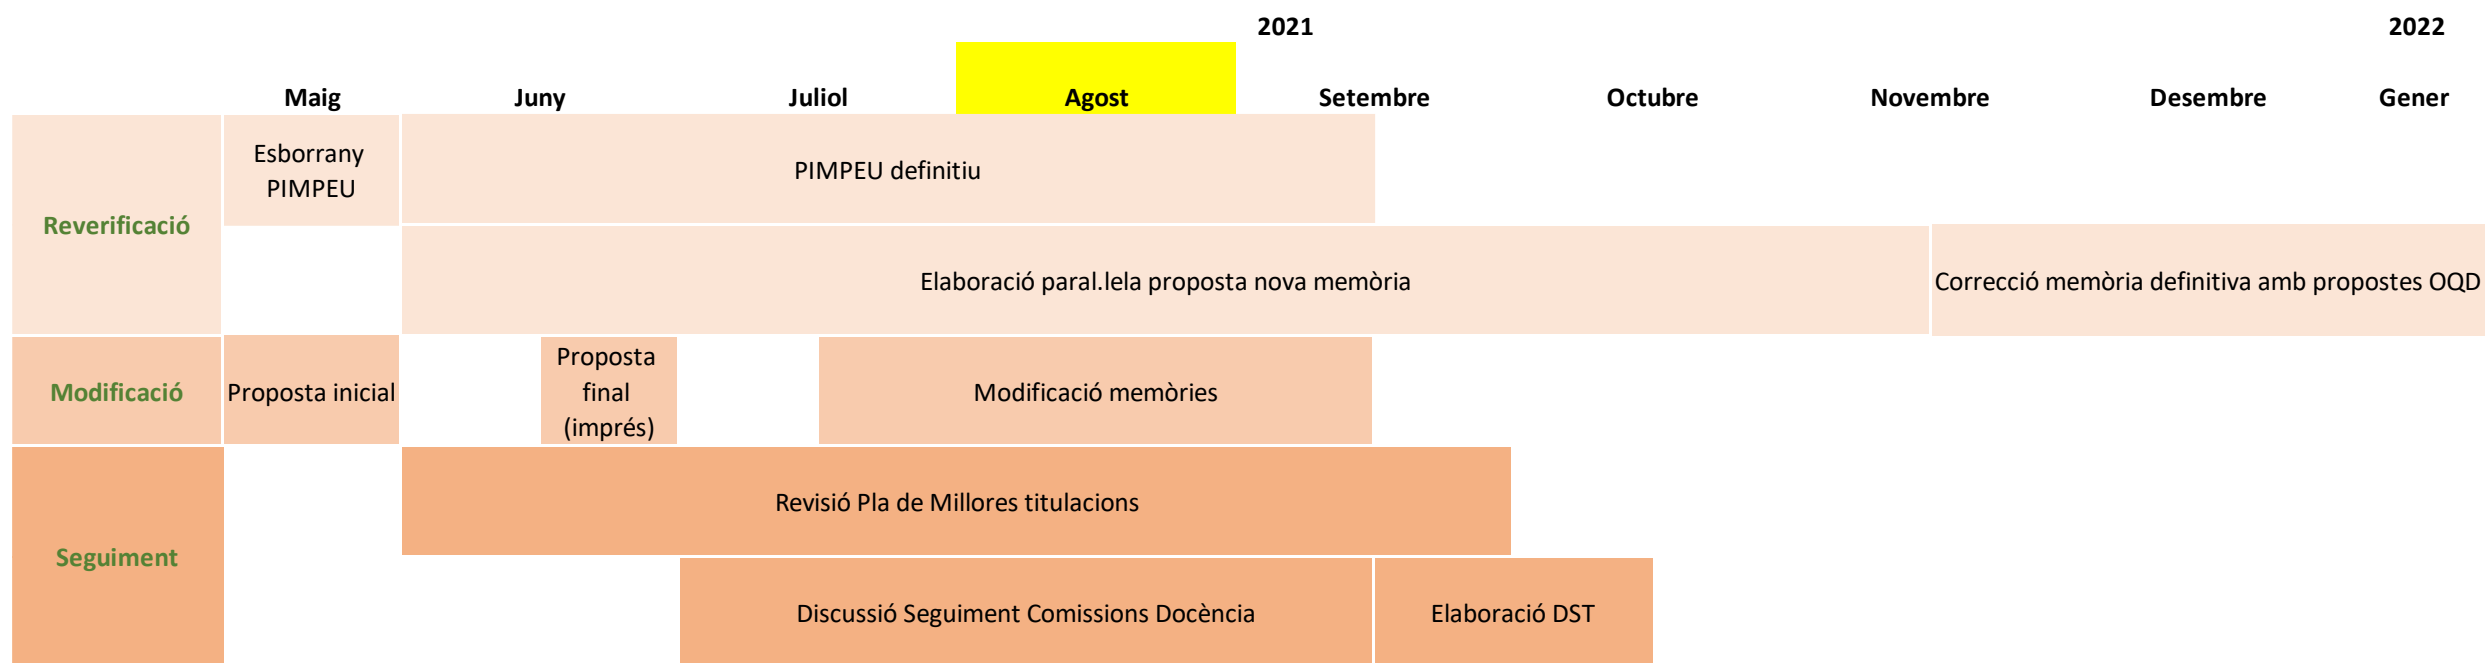 2021 2022
Maig Juny Juliol Agost Setembre Octubre Novembre Desembre Gener
Reverificació
Esborrany
PIMPEU
PIMPEU definitiu
Elaboració paral.lela proposta nova memòria
Correcció memòria definitiva amb propostes OQD
Modificació
Proposta inicial
Proposta
final
(imprés)
Modificació memòries
Seguiment
Revisió Pla de Millores titulacions
Discussió Seguiment Comissions Docència
Elaboració DST